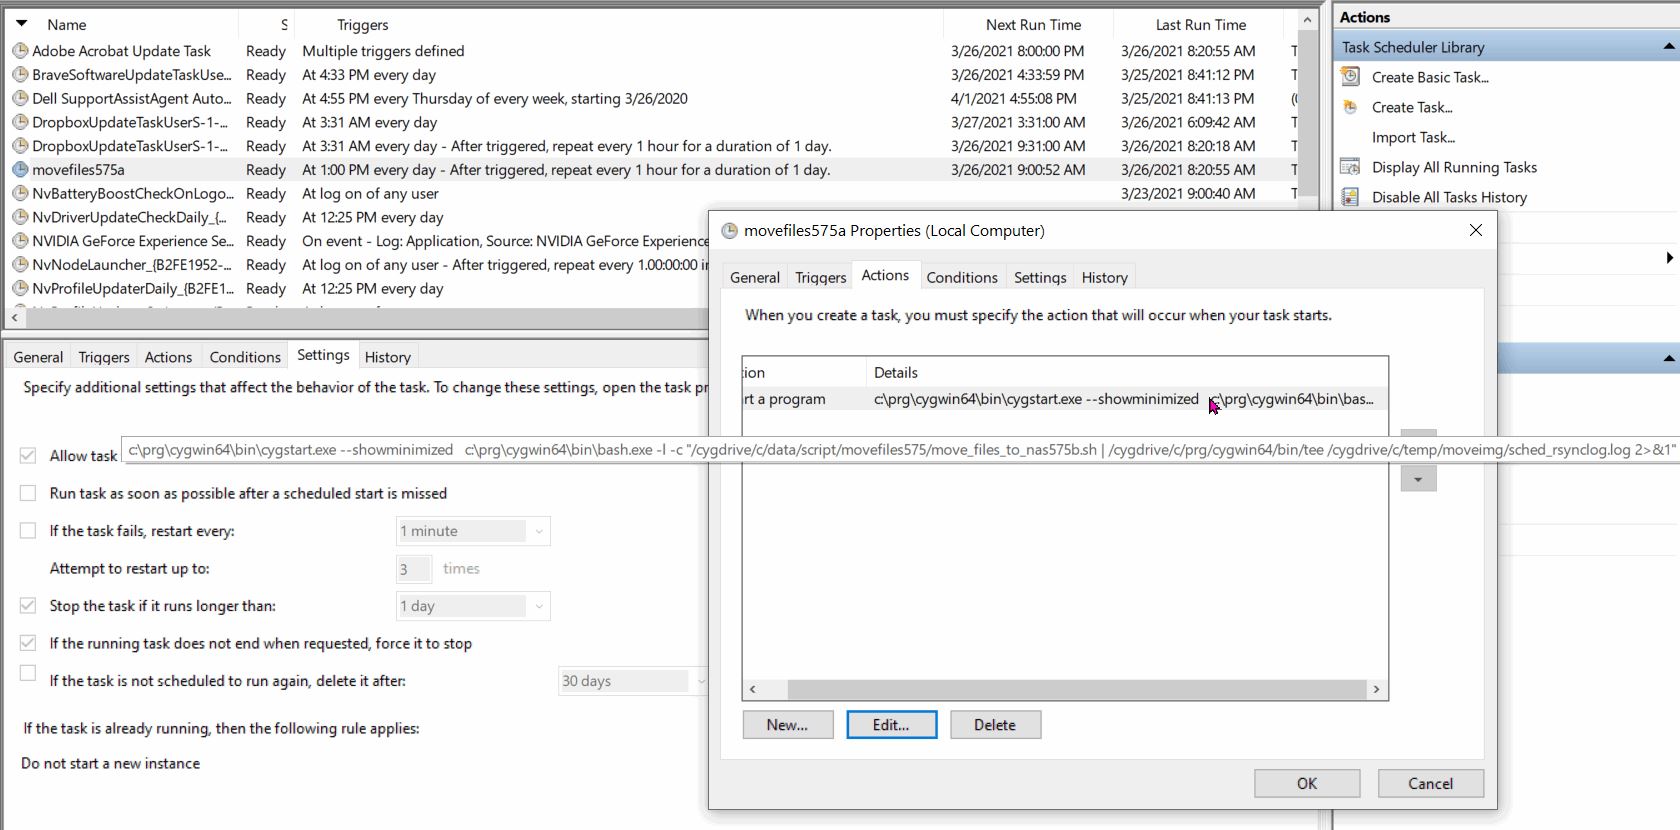 Name S Triggers Next Run Time Last Run Time
Adobe Acrobat Update Task Ready Multiple triggers defined 3/26/2021 8:00:00 PM 3/26/2021 8:20:55 AM T
BraveSoftwareUpdateTaskUse... Ready At 4:33 PM every day 3/26/2021 4:33:59 PM 3/25/2021 8:41:12 PM T
Dell SupportAssistAgent Auto... Ready At 4:55 PM every Thursday of every week, starting 3/26/2020 4/1/2021 4:55:08 PM 3/25/2021 8:41:13 PM (
DropboxUpdateTaskUserS-1-... Ready At 3:31 AM every day 3/27/2021 3:31:00 AM 3/26/2021 6:09:42 AM T
DropboxUpdateTaskUserS-1-... Ready At 3:31 AM every day - After triggered, repeat every 1 hour for a duration of 1 day. 3/26/2021 9:31:00 AM 3/26/2021 8:20:18 AM T
movefiles575a Ready At 1:00 PM every day - After triggered, repeat every 1 hour for a duration of 1 day. 3/26/2021 9:00:52 AM 3/26/2021 8:20:55 AM T
NvBatteryBoostCheckOnLogo... Ready At log on of any user 3/23/2021 9:00:40 AM T
NvDriverUpdateCheckDaily_{... Ready At 12:25 PM every day
NVIDIA GeForce Experience Se... Ready On event - Log: Application, Source: NVIDIA GeForce Experience
NvNodeLauncher_{B2FE1952-... Ready At log on of any user - After triggered, repeat every 1.00:00:00 i
NvProfileUpdaterDaily_{B2FE1... Ready At 12:25 PM every day
Actions
Task Scheduler Library
Create Basic Task...
Create Task...
Import Task...
Display All Running Tasks
Disable All Tasks History
General Triggers Actions Conditions Settings History
Specify additional settings that affect the behavior of the task. To change these settings, open the task pr
Allow task
Run task as soon as possible after a scheduled start is missed
If the task fails, restart every: 1 minute
Attempt to restart up to: 3 times
Stop the task if it runs longer than: 1 day
If the running task does not end when requested, force it to stop
If the task is not scheduled to run again, delete it after: 30 days
If the task is already running, then the following rule applies:
Do not start a new instance
movefiles575a Properties (Local Computer)
General Triggers Actions Conditions Settings History
When you create a task, you must specify the action that will occur when your task starts.
ion Details
rt a program c:\prg\cygwin64\bin\cygstart.exe --showminimized c:\prg\cygwin64\bin\bas...
c:\prg\cygwin64\bin\cygstart.exe --showminimized c:\prg\cygwin64\bin\bash.exe -l -c "/cygdrive/c/data/script/movefiles575/move_files_to_nas575b.sh | /cygdrive/c/prg/cygwin64/bin/tee /cygdrive/c/temp/moveimg/sched_rsynclog.log 2>&1"
New... Edit... Delete
OK Cancel